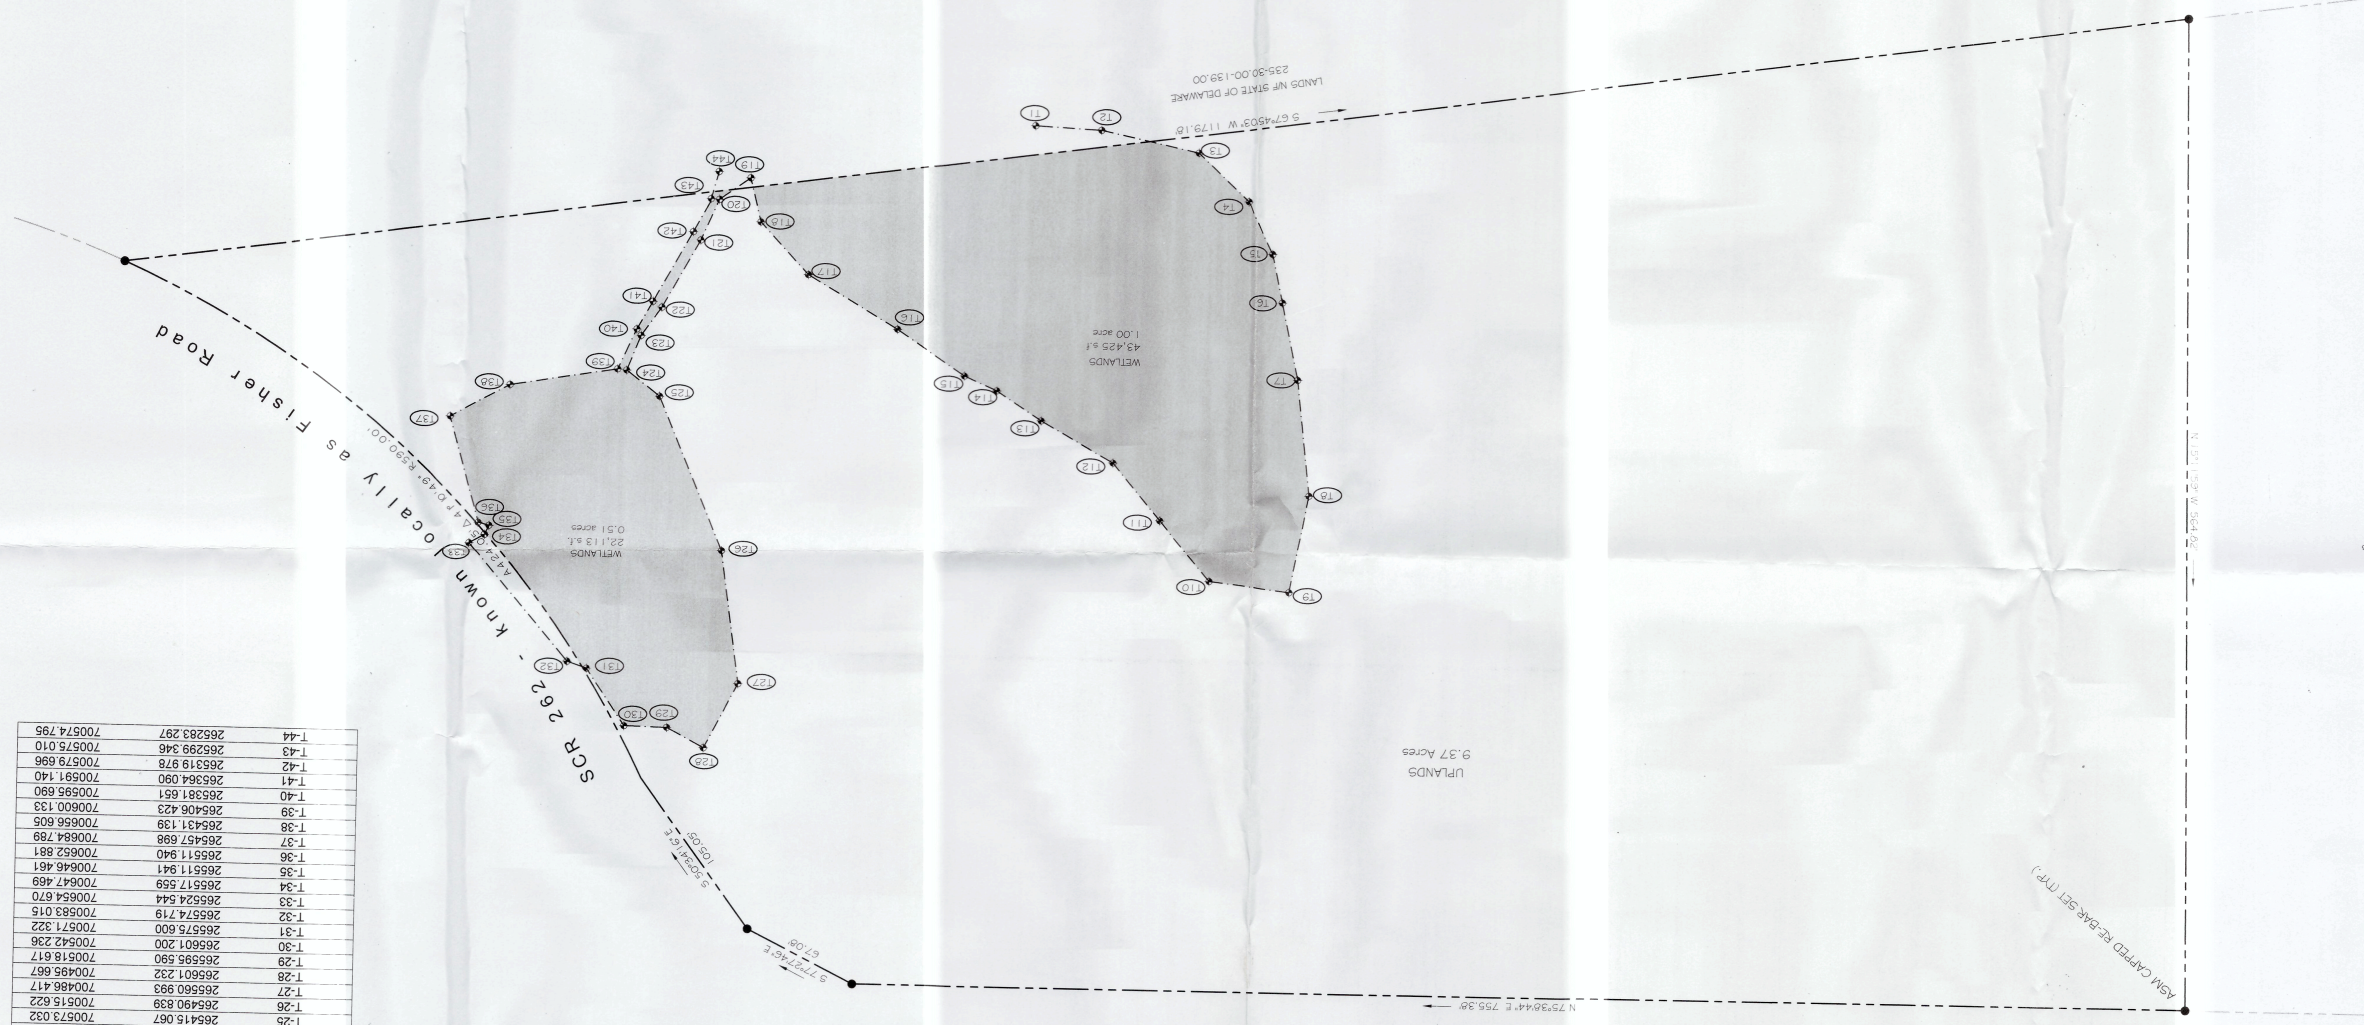 ASM CAPPED RE-BAR SET (TYP.)
N 75°38'44" E 755.38'
S 77°27'46" E
67.08'
S 50°34'16" E
105.05'
UPLANDS
9.37 Acres
SCR 262 - Known locally as Fisher Road
R590.00'
WETLANDS
22,113 s.f.
0.51 acres
WETLANDS
43,425 s.f.
1.00 acre
S 67°45'03" W 1179.18'
LANDS N/F STATE OF DELAWARE
235-30.00-139.00
T1
T2
T3
T4
T5
T6
T7
T8
T9
T10
T11
T12
T13
T14
T15
T16
T17
T18
T19
T20
T21
T22
T23
T24
T25
T26
T27
T28
T29
T30
T31
T32
T33
T34
T35
T36
T37
T38
T39
T40
T41
T42
T43
T44
T-25 265415.067 700573.032
T-26 265490.839 700515.622
T-27 265560.993 700486.417
T-28 265601.232 700495.667
T-29 265595.590 700518.617
T-30 265601.200 700542.236
T-31 265575.600 700571.322
T-32 265574.719 700583.015
T-33 265524.544 700654.670
T-34 265517.559 700647.469
T-35 265511.941 700646.461
T-36 265511.940 700652.881
T-37 265457.698 700684.789
T-38 265431.139 700656.605
T-39 265406.423 700600.133
T-40 265381.651 700595.690
T-41 265364.090 700591.140
T-42 265319.978 700579.696
T-43 265299.346 700575.010
T-44 265283.297 700574.795